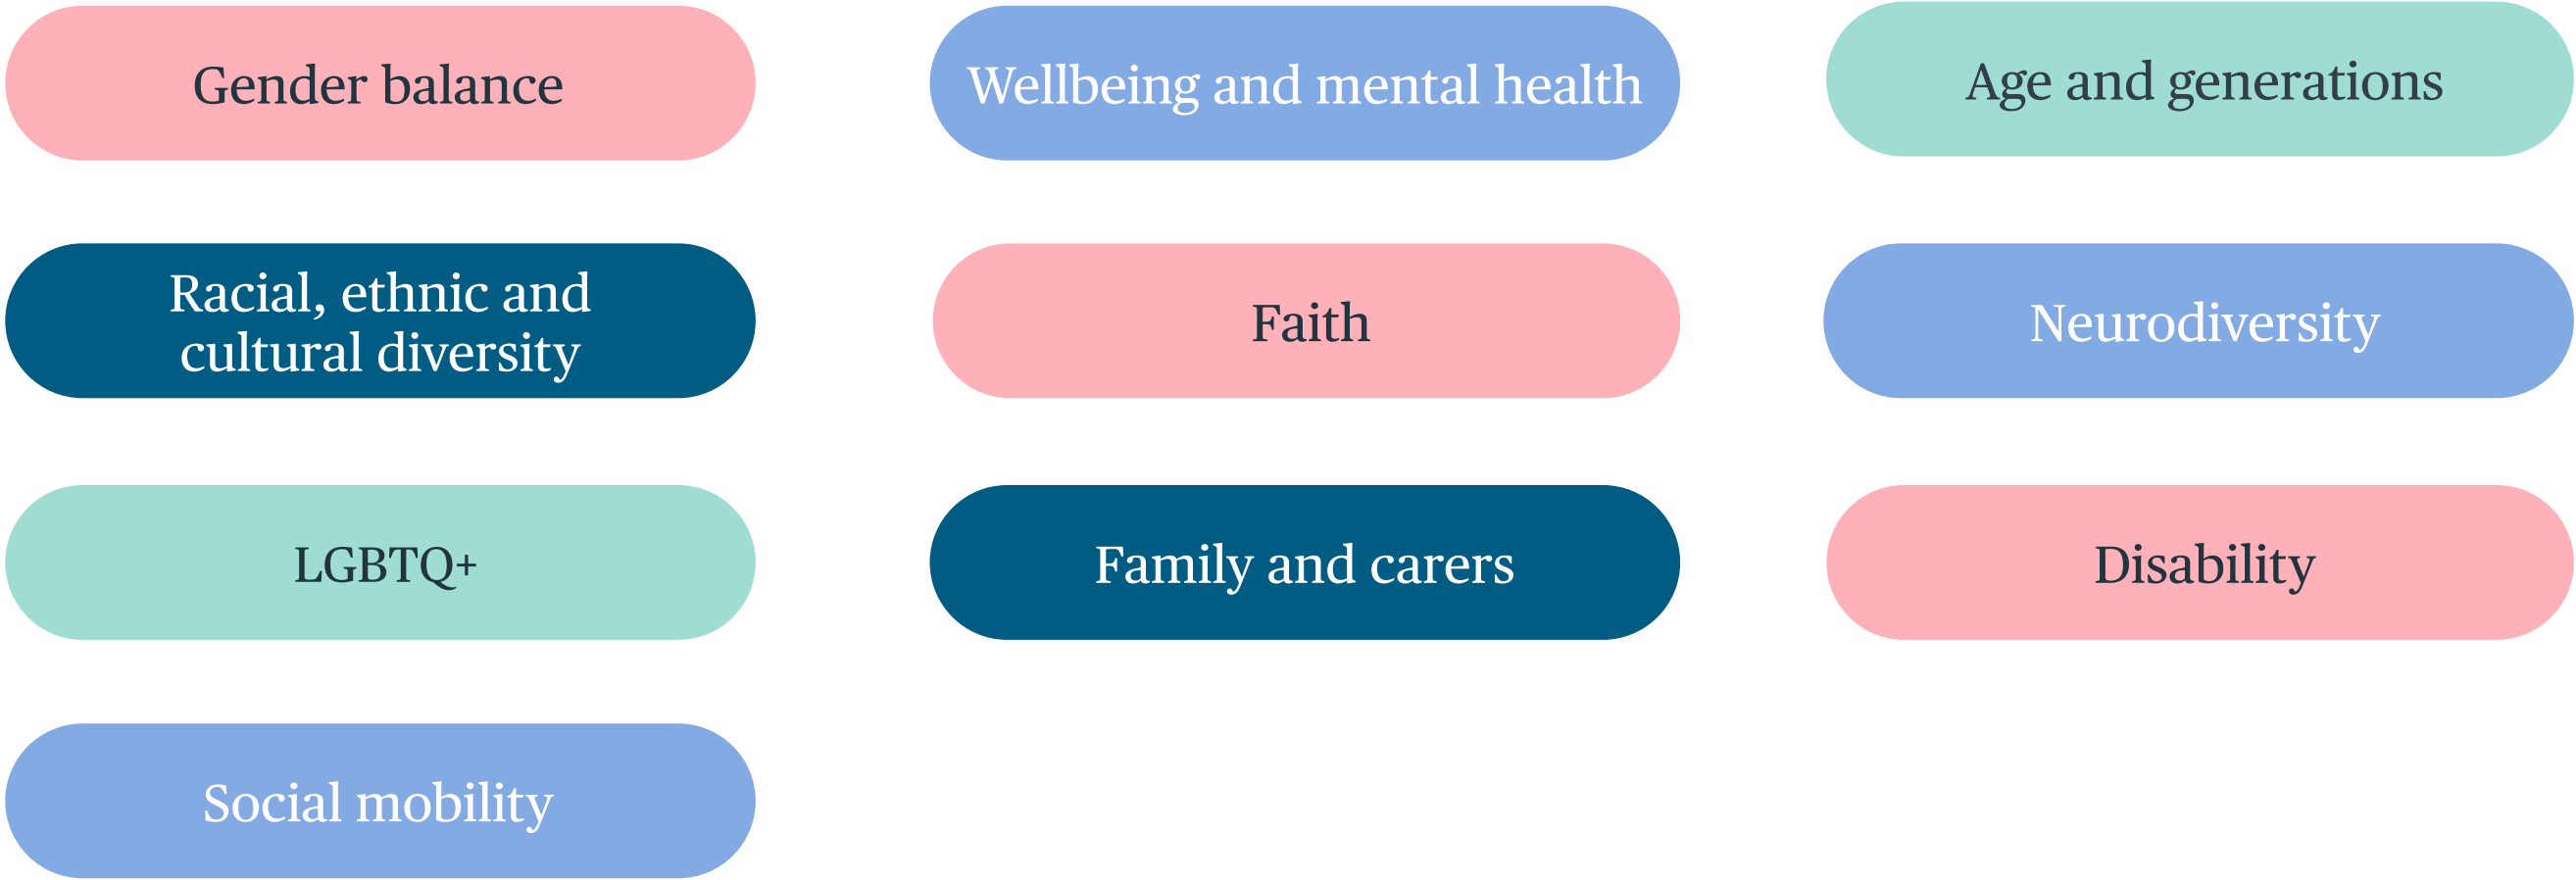 Gender balance
Wellbeing and mental health
Age and generations
Racial, ethnic and
cultural diversity
Faith
Neurodiversity
LGBTQ+
Family and carers
Disability
Social mobility